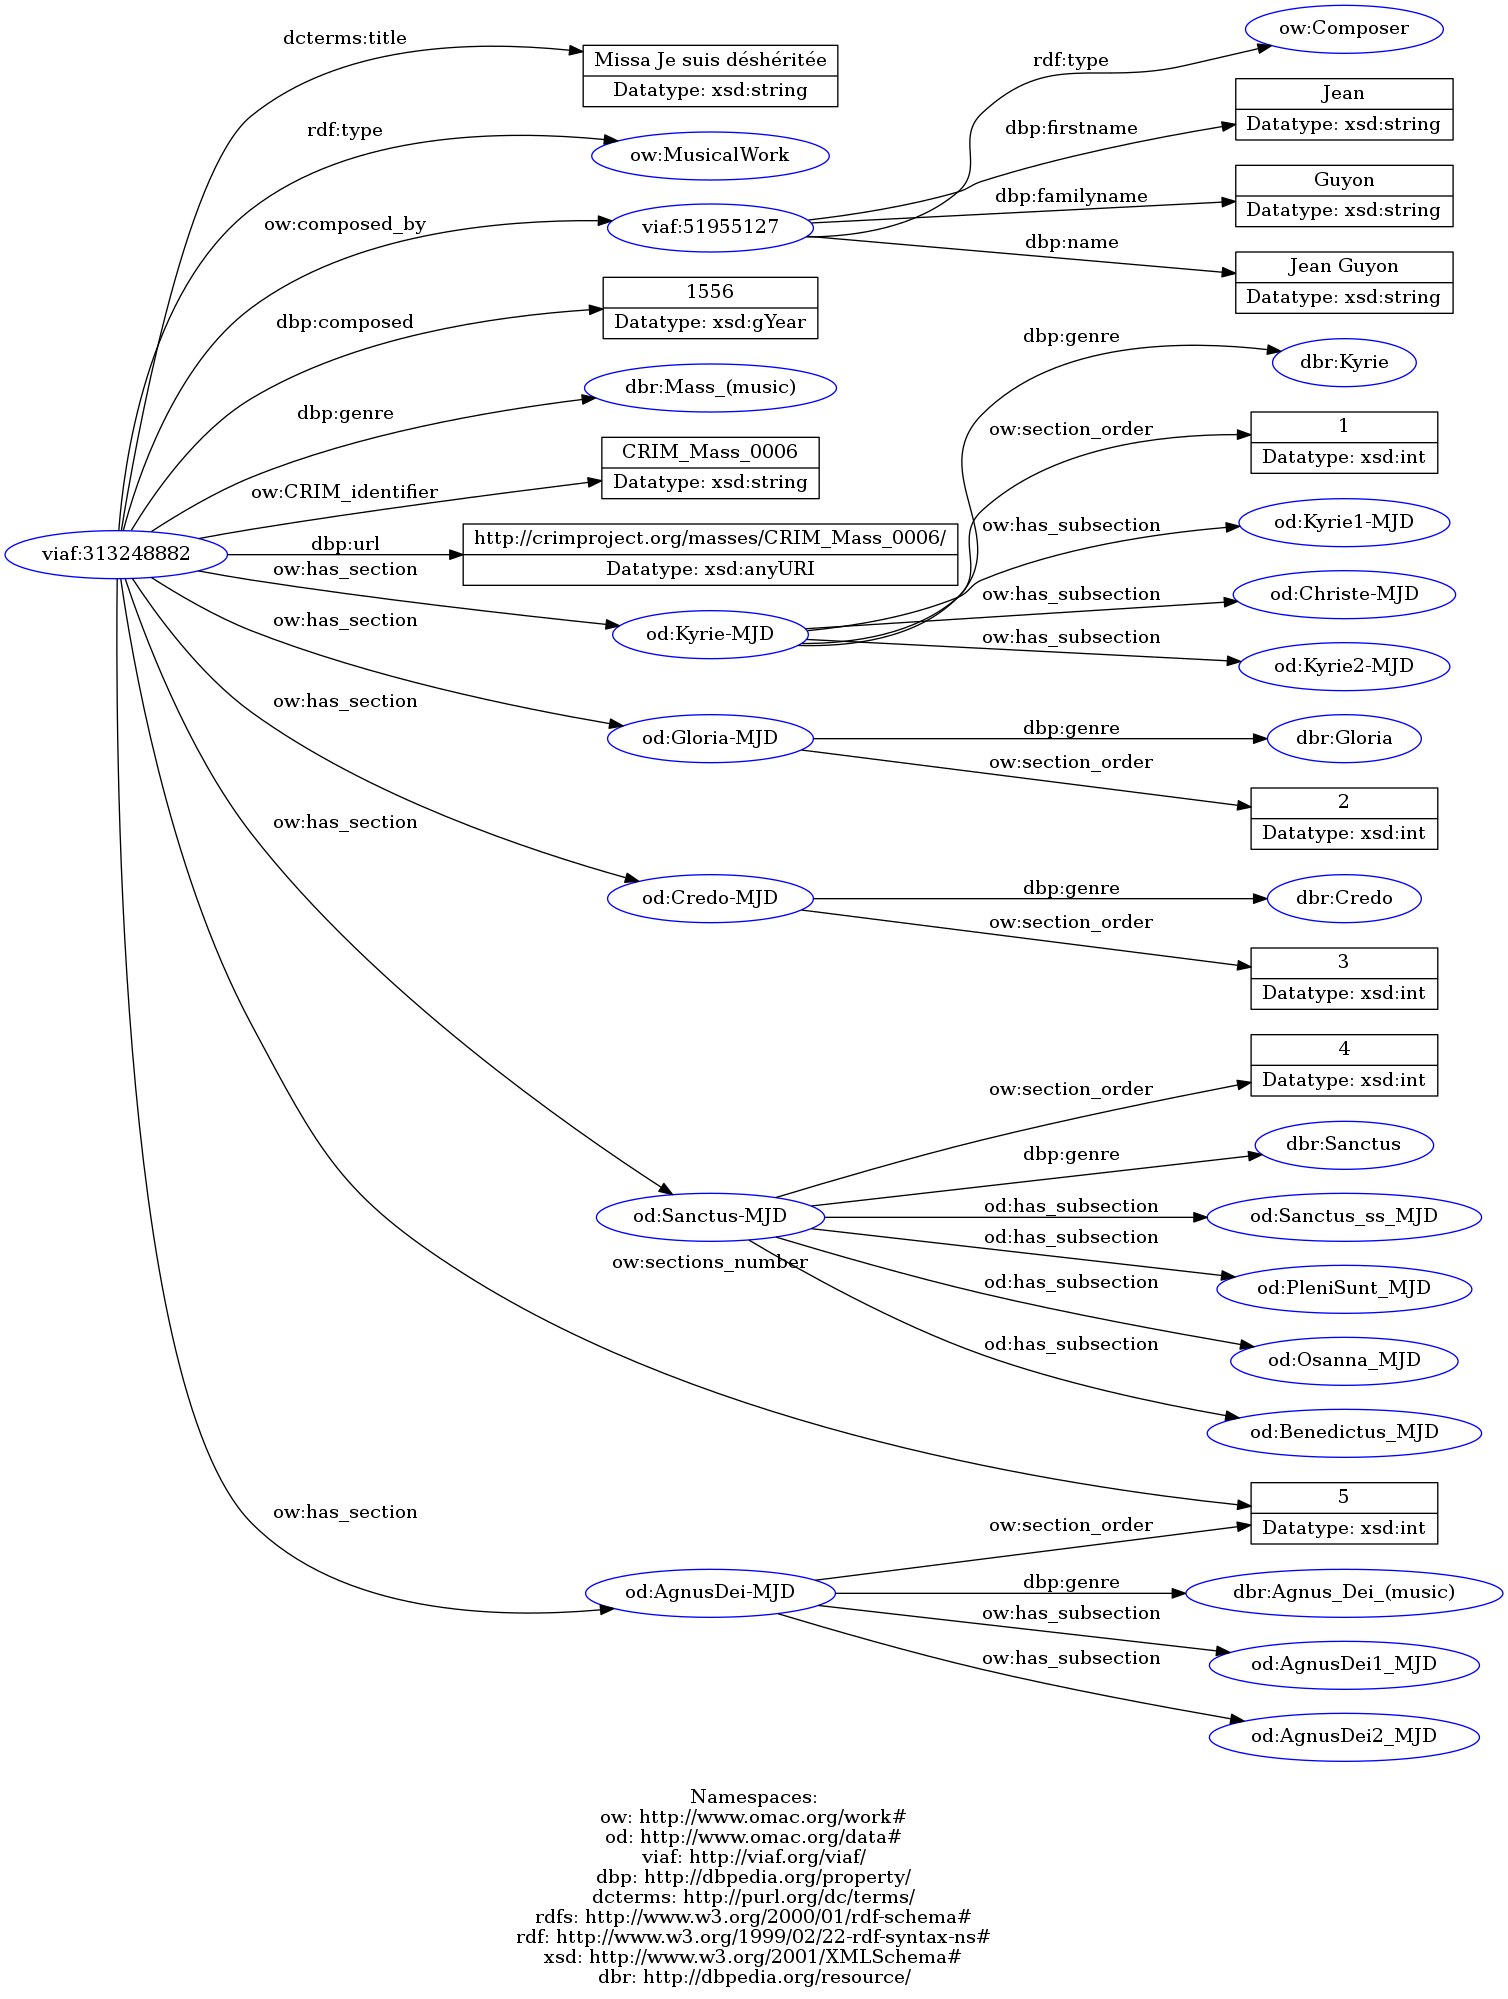 dcterms:title
Missa Je suis déshéritée
Datatype: xsd:string
rdf:type
ow:MusicalWork
ow:composed_by
viaf:51955127
dbp:composed
1556
Datatype: xsd:gYear
dbp:genre
dbr:Mass_(music)
ow:CRIM_identifier
CRIM_Mass_0006
Datatype: xsd:string
viaf:313248882
dbp:url
http://crimproject.org/masses/CRIM_Mass_0006/
Datatype: xsd:anyURI
ow:has_section
od:Kyrie-MJD
ow:has_section
od:Gloria-MJD
ow:has_section
od:Credo-MJD
ow:has_section
od:Sanctus-MJD
ow:sections_number
ow:has_section
od:AgnusDei-MJD
rdf:type
ow:Composer
dbp:firstname
Jean
Datatype: xsd:string
dbp:familyname
Guyon
Datatype: xsd:string
dbp:name
Jean Guyon
Datatype: xsd:string
dbp:genre
dbr:Kyrie
ow:section_order
1
Datatype: xsd:int
ow:has_subsection
od:Kyrie1-MJD
ow:has_subsection
od:Christe-MJD
ow:has_subsection
od:Kyrie2-MJD
dbp:genre
dbr:Gloria
ow:section_order
2
Datatype: xsd:int
dbp:genre
dbr:Credo
ow:section_order
3
Datatype: xsd:int
ow:section_order
4
Datatype: xsd:int
dbp:genre
dbr:Sanctus
od:has_subsection
od:Sanctus_ss_MJD
od:has_subsection
od:PleniSunt_MJD
od:has_subsection
od:Osanna_MJD
od:has_subsection
od:Benedictus_MJD
ow:section_order
5
Datatype: xsd:int
dbp:genre
dbr:Agnus_Dei_(music)
ow:has_subsection
od:AgnusDei1_MJD
ow:has_subsection
od:AgnusDei2_MJD
Namespaces:
ow: http://www.omac.org/work#
od: http://www.omac.org/data#
viaf: http://viaf.org/viaf/
dbp: http://dbpedia.org/property/
dcterms: http://purl.org/dc/terms/
rdfs: http://www.w3.org/2000/01/rdf-schema#
rdf: http://www.w3.org/1999/02/22-rdf-syntax-ns#
xsd: http://www.w3.org/2001/XMLSchema#
dbr: http://dbpedia.org/resource/